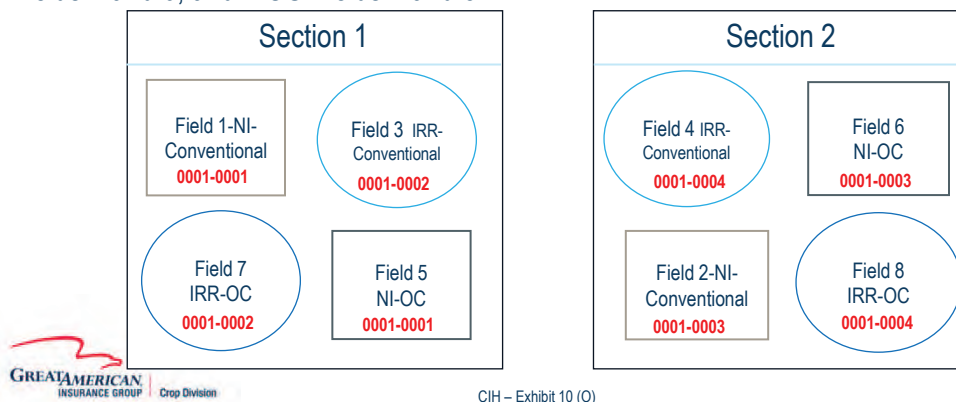 Section 1
Section 2
Field 1-NI-
Conventional
0001-0001
Field 3 IRR-
Conventional
0001-0002
Field 4 IRR-
Conventional
0001-0004
Field 6
NI-OC
0001-0003
Field 7
IRR-OC
0001-0002
Field 5
NI-OC
0001-0001
Field 2-NI-
Conventional
0001-0003
Field 8
IRR-OC
0001-0004
GREATAMERICAN
INSURANCE GROUP Crop Division
CIH – Exhibit 10 (O)